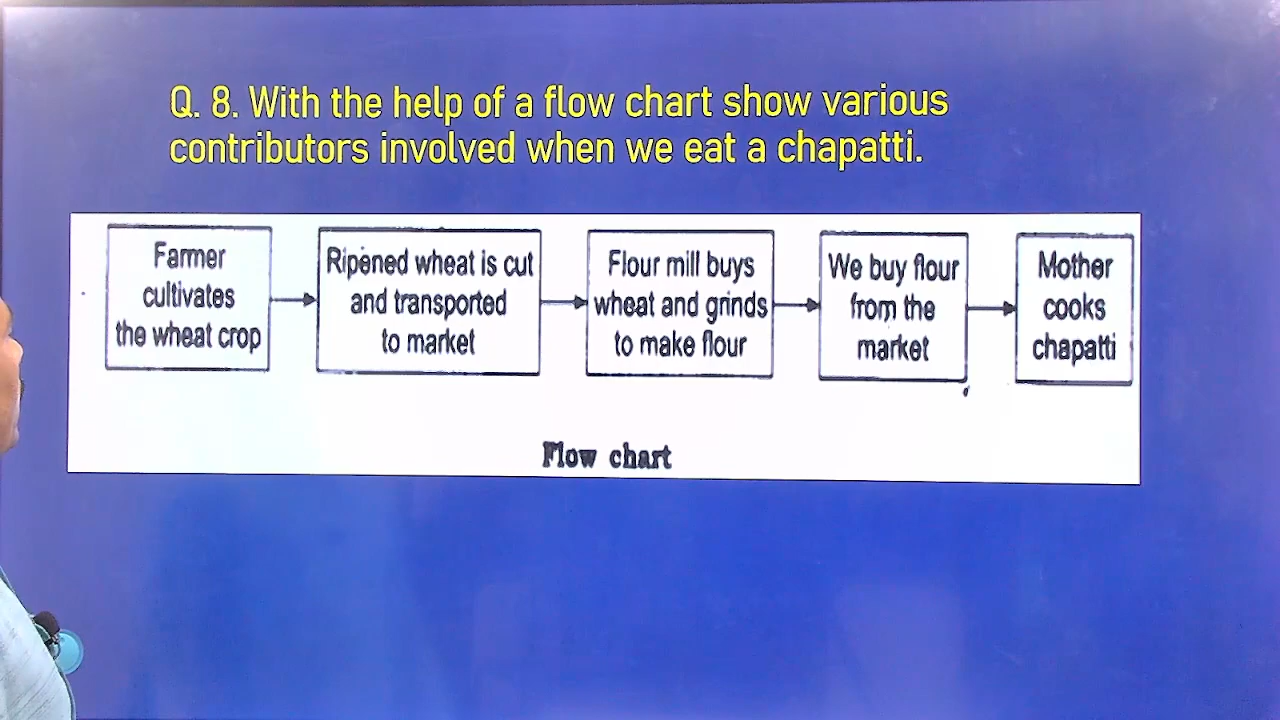 Q. 8. With the help of a flow chart show various
contributors involved when we eat a chapatti.
Farmer
cultivates
the wheat crop
Ripened wheat is cut
and transported
to market
Flour mill buys
wheat and grinds
to make flour
We buy flour
from the
market
Mother
cooks
chapatti
Flow chart